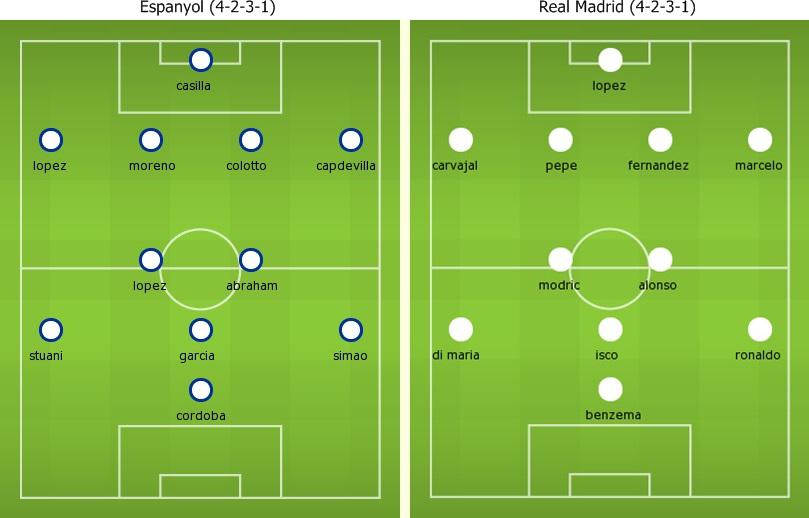 Espanyol (4-2-3-1)
casilla
lopez moreno colotto capdevilla
lopez abraham
stuani garcia simao
cordoba
Real Madrid (4-2-3-1)
lopez
carvajal pepe fernandez marcelo
modric alonso
di maria isco ronaldo
benzema